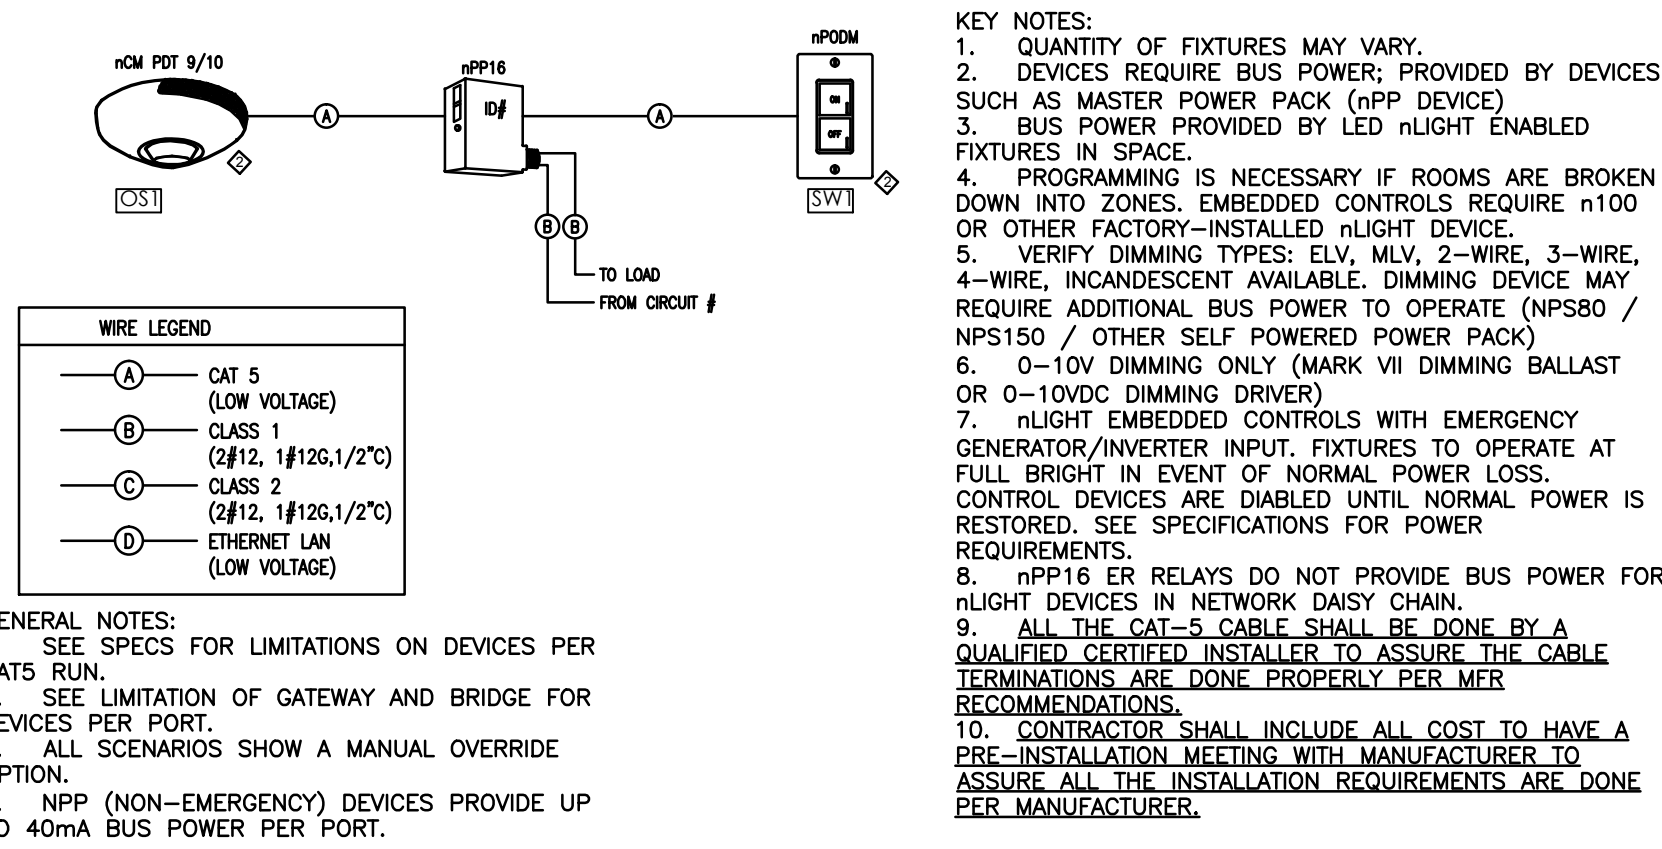 nCM PDT 9/10
nPP16
nPODM
ID#
ON
OFF
A
A
2
2
OS1
SW1
B B
TO LOAD
FROM CIRCUIT #
WIRE LEGEND
A CAT 5
(LOW VOLTAGE)
B CLASS 1
(2#12, 1#12G,1/2"C)
C CLASS 2
(2#12, 1#12G,1/2"C)
D ETHERNET LAN
(LOW VOLTAGE)
ENERAL NOTES:
SEE SPECS FOR LIMITATIONS ON DEVICES PER
AT5 RUN.
. SEE LIMITATION OF GATEWAY AND BRIDGE FOR
EVICES PER PORT.
. ALL SCENARIOS SHOW A MANUAL OVERRIDE
PTION.
. NPP (NON-EMERGENCY) DEVICES PROVIDE UP
O 40mA BUS POWER PER PORT.
KEY NOTES:
1. QUANTITY OF FIXTURES MAY VARY.
2. DEVICES REQUIRE BUS POWER; PROVIDED BY DEVICES
SUCH AS MASTER POWER PACK (nPP DEVICE)
3. BUS POWER PROVIDED BY LED nLIGHT ENABLED
FIXTURES IN SPACE.
4. PROGRAMMING IS NECESSARY IF ROOMS ARE BROKEN
DOWN INTO ZONES. EMBEDDED CONTROLS REQUIRE n100
OR OTHER FACTORY-INSTALLED nLIGHT DEVICE.
5. VERIFY DIMMING TYPES: ELV, MLV, 2-WIRE, 3-WIRE,
4-WIRE, INCANDESCENT AVAILABLE. DIMMING DEVICE MAY
REQUIRE ADDITIONAL BUS POWER TO OPERATE (NPS80 /
NPS150 / OTHER SELF POWERED POWER PACK)
6. 0-10V DIMMING ONLY (MARK VII DIMMING BALLAST
OR 0-10VDC DIMMING DRIVER)
7. nLIGHT EMBEDDED CONTROLS WITH EMERGENCY
GENERATOR/INVERTER INPUT. FIXTURES TO OPERATE AT
FULL BRIGHT IN EVENT OF NORMAL POWER LOSS.
CONTROL DEVICES ARE DIABLED UNTIL NORMAL POWER IS
RESTORED. SEE SPECIFICATIONS FOR POWER
REQUIREMENTS.
8. nPP16 ER RELAYS DO NOT PROVIDE BUS POWER FOR
nLIGHT DEVICES IN NETWORK DAISY CHAIN.
9. ALL THE CAT-5 CABLE SHALL BE DONE BY A
QUALIFIED CERTIFED INSTALLER TO ASSURE THE CABLE
TERMINATIONS ARE DONE PROPERLY PER MFR
RECOMMENDATIONS.
10. CONTRACTOR SHALL INCLUDE ALL COST TO HAVE A
PRE-INSTALLATION MEETING WITH MANUFACTURER TO
ASSURE ALL THE INSTALLATION REQUIREMENTS ARE DONE
PER MANUFACTURER.